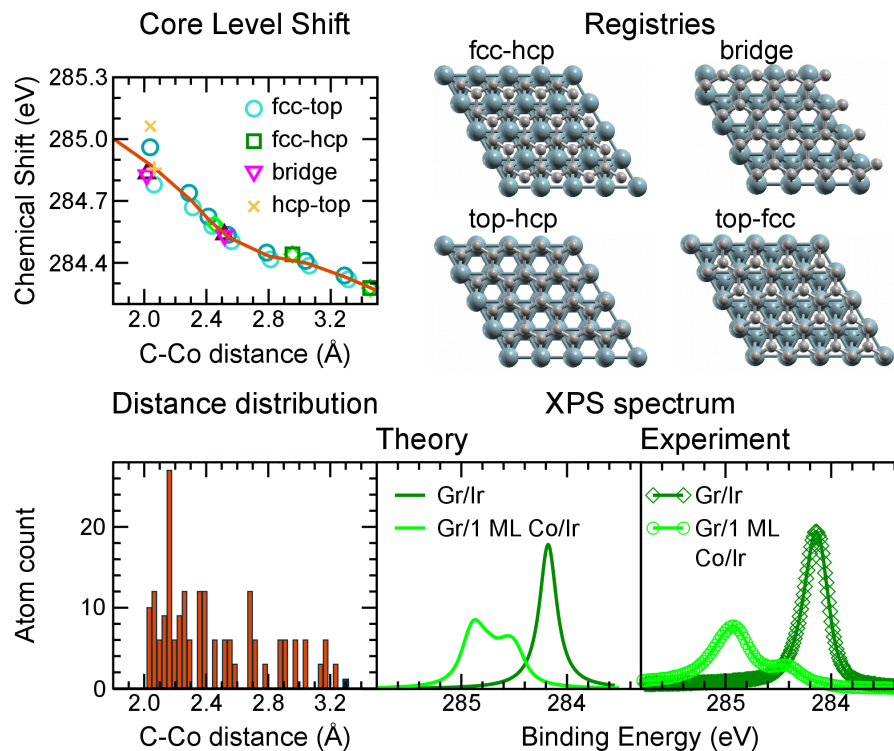 Core Level Shift
Registries
fcc-hcp
bridge
285.3
285.0
284.7
284.4
Chemical Shift (eV)
fcc-top
fcc-hcp
bridge
hcp-top
2.0 2.4 2.8 3.2
C-Co distance (Å)
top-hcp
top-fcc
Distance distribution
XPS spectrum
Theory
Experiment
20
10
0
Atom count
Gr/Ir
Gr/1 ML Co/Ir
Gr/Ir
Gr/1 ML
Co/Ir
2.0 2.4 2.8 3.2
285 284
285 284
C-Co distance (Å)
Binding Energy (eV)